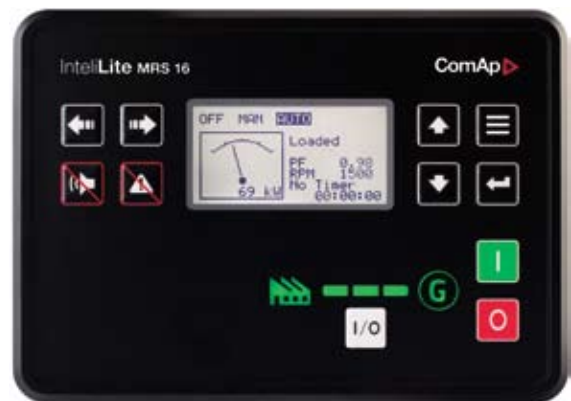 InteliLite MRS 16
ComAp
OFF MAN AUTO
Loaded
PF 0,90
RPM 1500
No Timer
00:00:00
69 kW
I
G
I/O
O